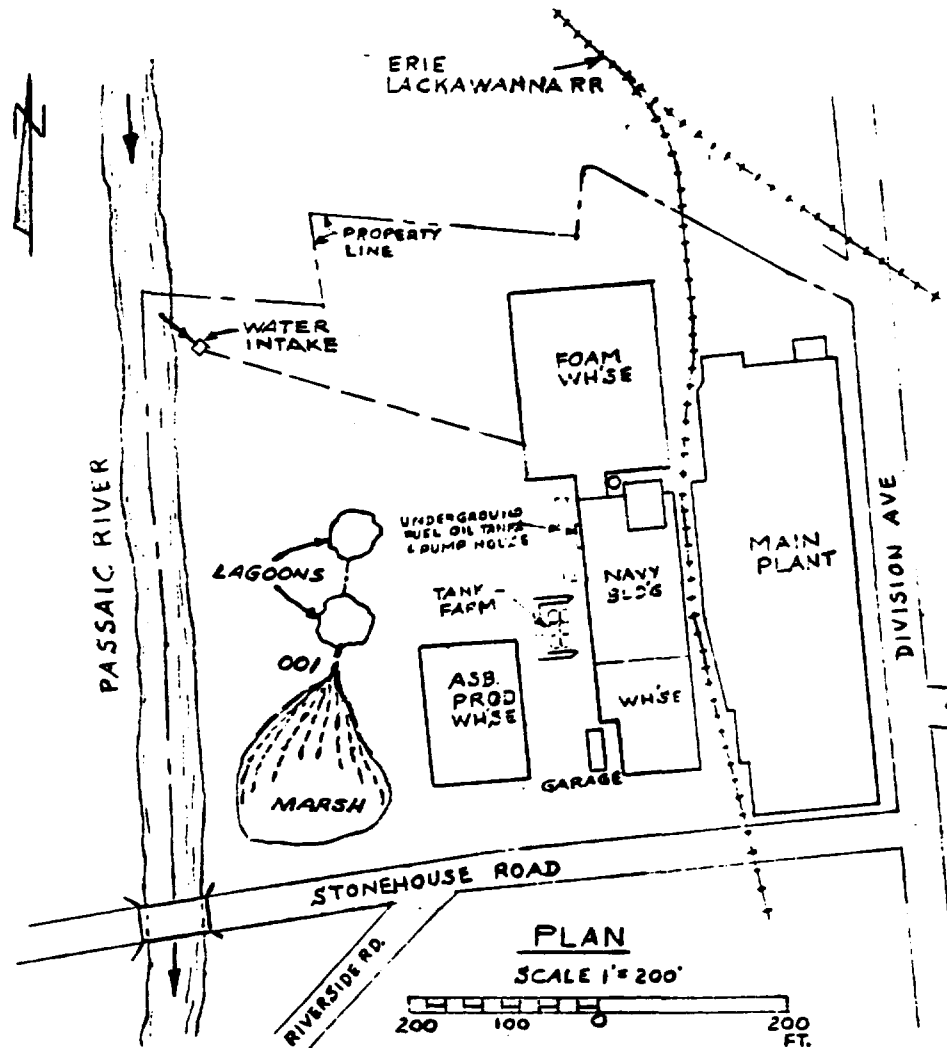 ERIE
LACKAWANNA RR
N
PROPERTY
LINE
WATER
INTAKE
FOAM
WH'SE
PASSAIC RIVER
UNDERGROUND
FUEL OIL TANKS
& PUMP HOUSE
LAGOONS
NAVY
BLDG
MAIN
PLANT
DIVISION AVE
TANK
FARM
001
ASB.
PROD
WH'SE
WH'SE
MARSH
GARAGE
STONEHOUSE ROAD
RIVERSIDE RD.
PLAN
SCALE 1"= 200'
200 100 0 200
FT.